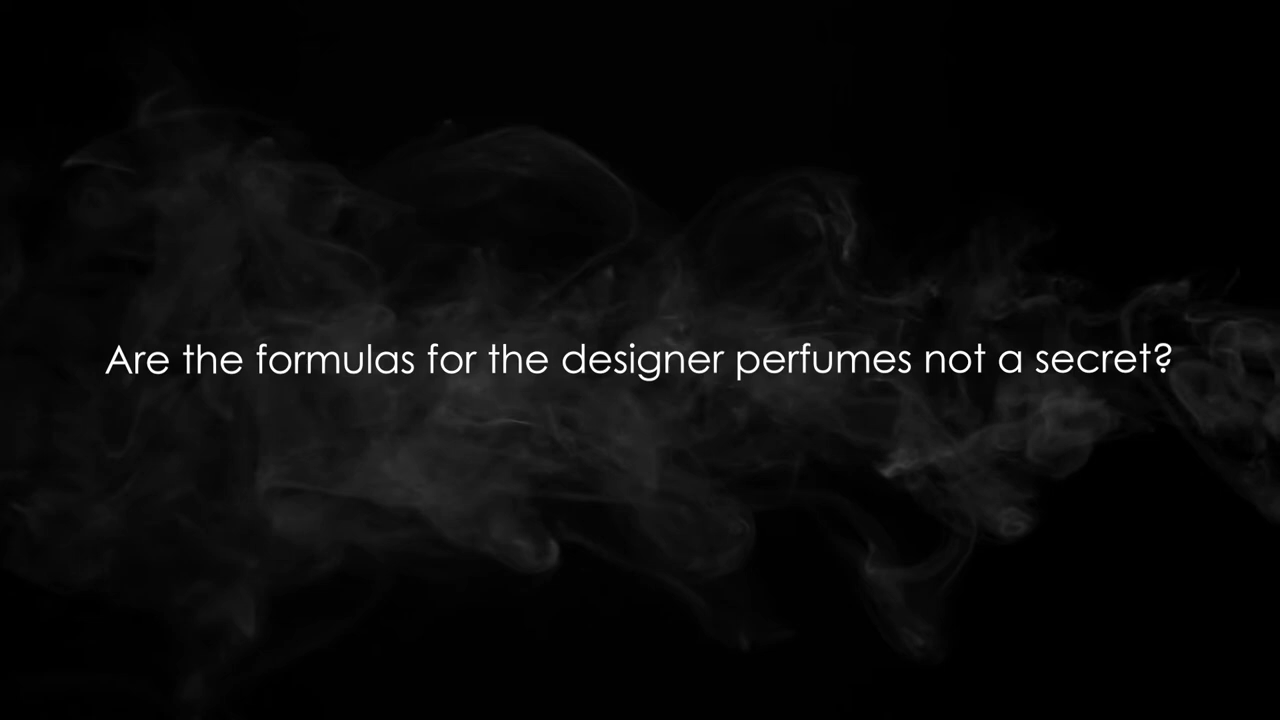 Are the formulas for the designer perfumes not a secret?